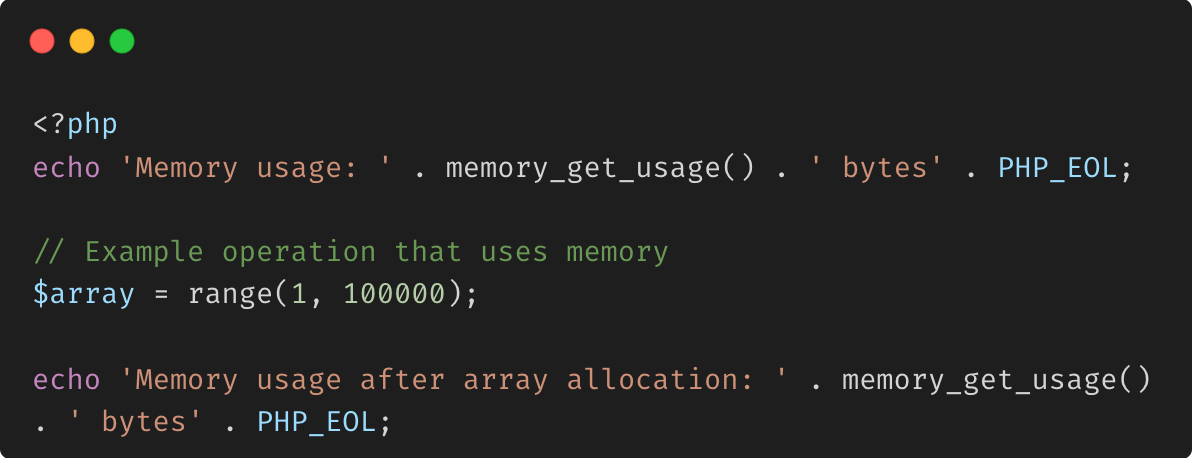 <?php
echo 'Memory usage: ' . memory_get_usage() . ' bytes' . PHP_EOL;
// Example operation that uses memory
$array = range(1, 100000);
echo 'Memory usage after array allocation: ' . memory_get_usage()
. ' bytes' . PHP_EOL;